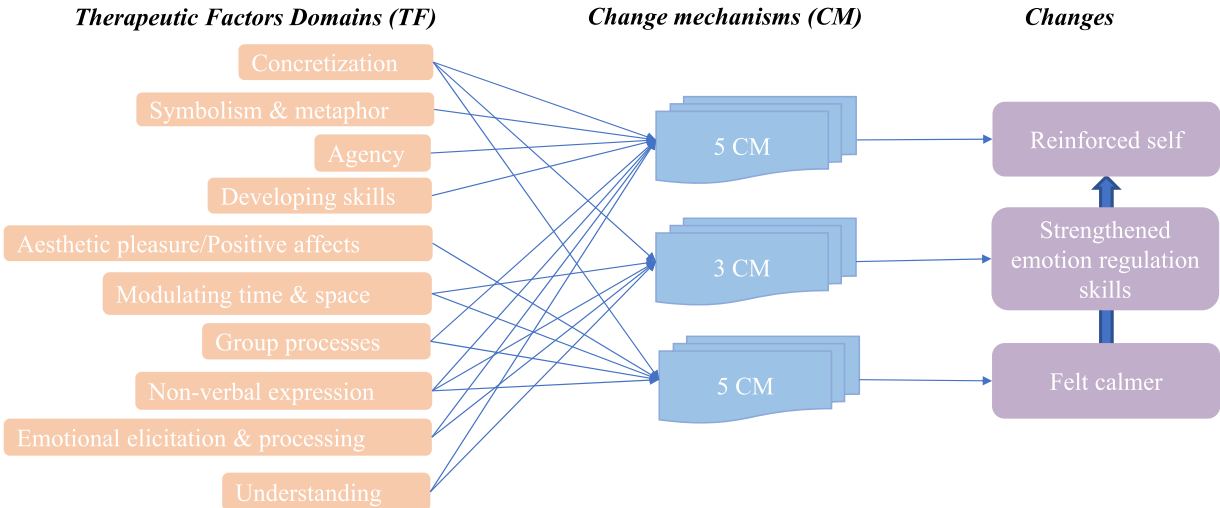 Therapeutic Factors Domains (TF)
Change mechanisms (CM)
Changes
Concretization
Symbolism & metaphor
Agency
Developing skills
Aesthetic pleasure/Positive affects
Modulating time & space
Group processes
Non-verbal expression
Emotional elicitation & processing
Understanding
5 CM
3 CM
5 CM
Reinforced self
Strengthened
emotion regulation
skills
Felt calmer